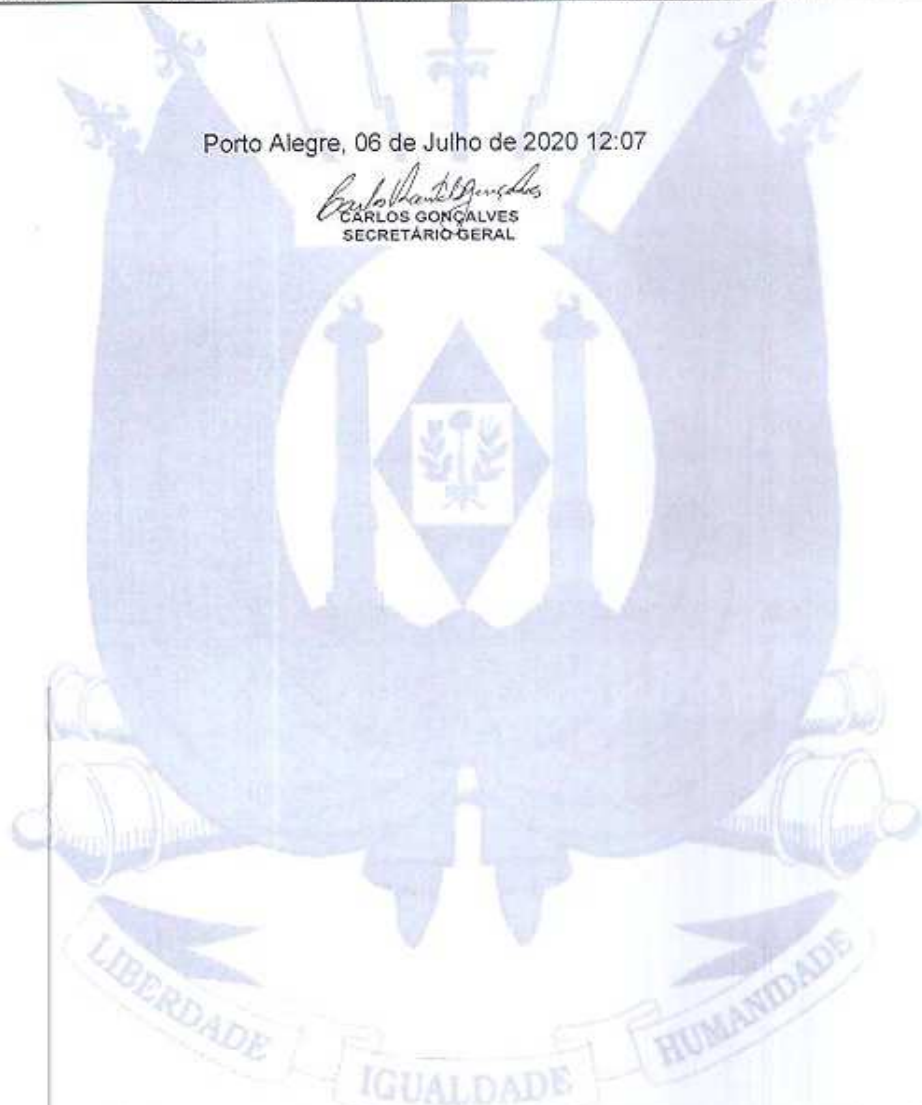 Porto Alegre, 06 de Julho de 2020 12:07
CARLOS GONÇALVES
SECRETÁRIO GERAL
LIBERDADE
IGUALDADE
HUMANIDADE